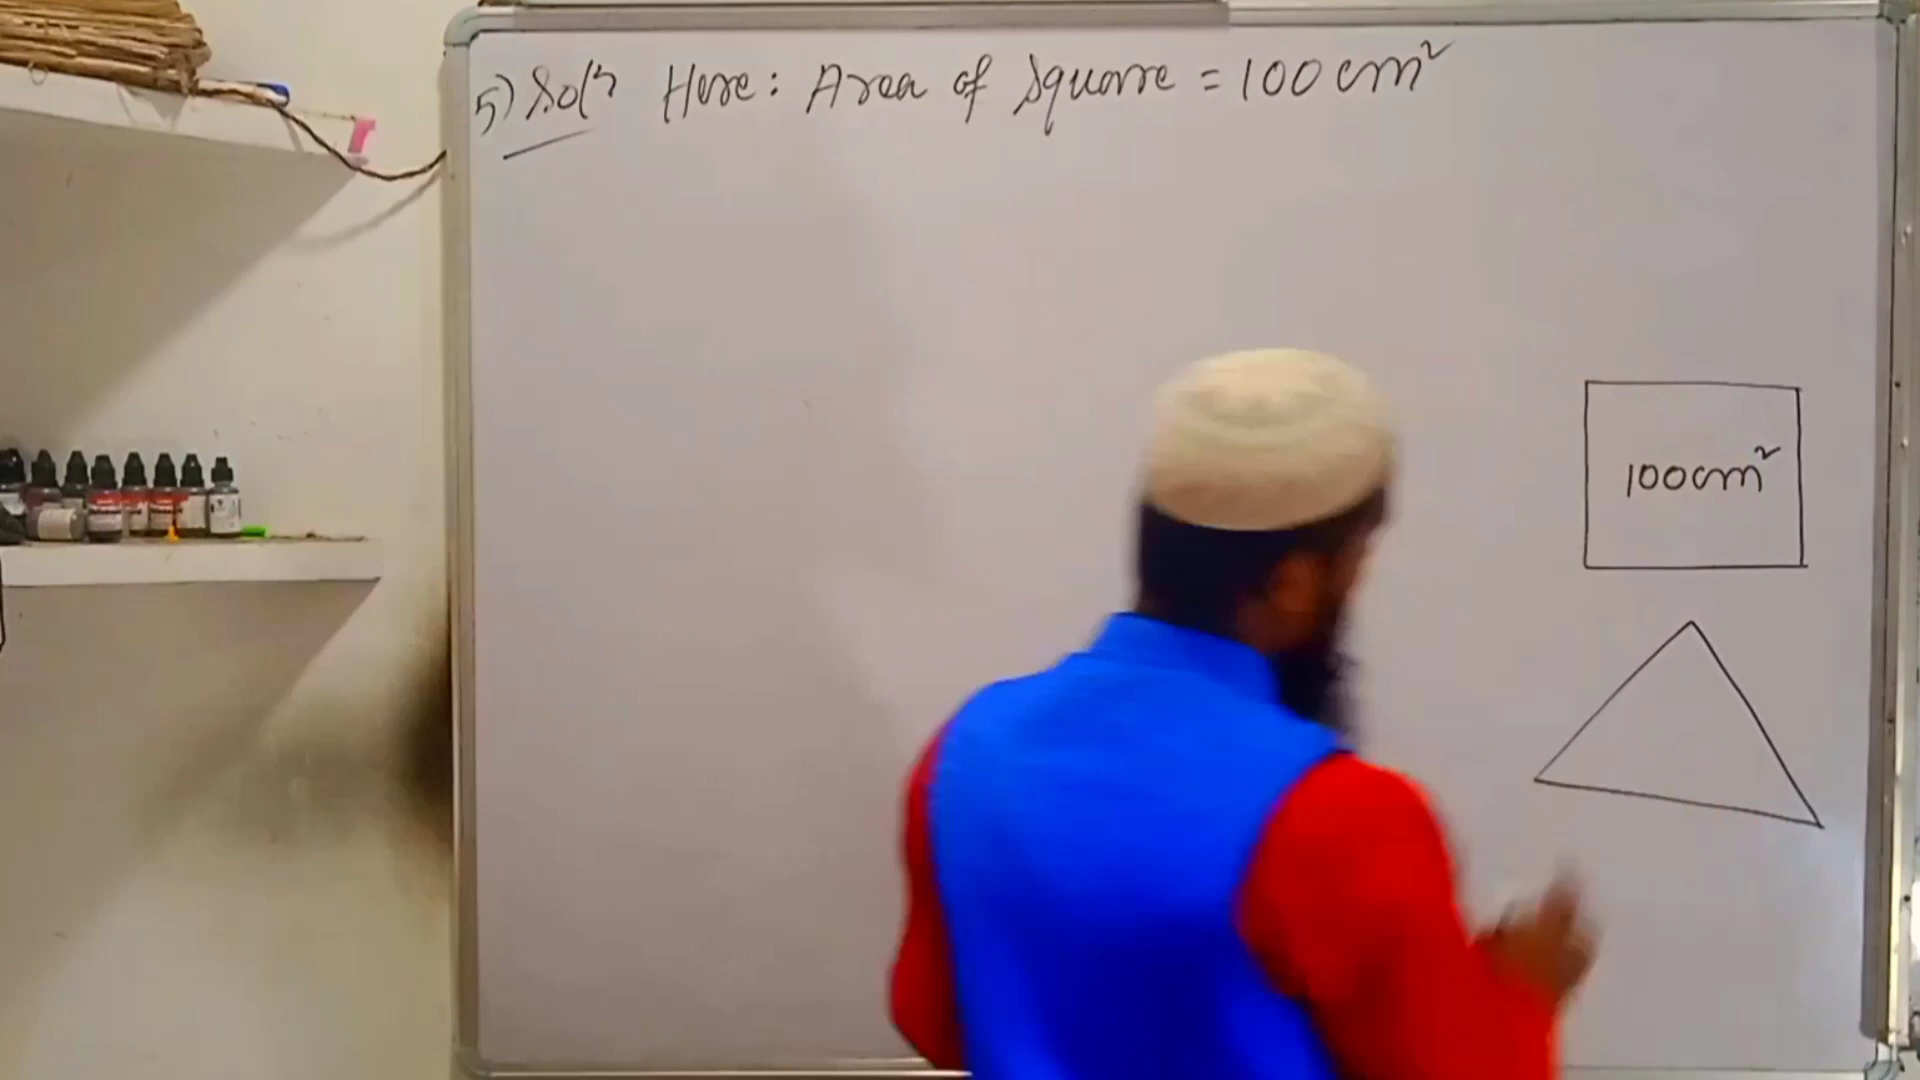 5) Sol⁠ⁿ Here: Area of Square = 100 cm²
100cm²